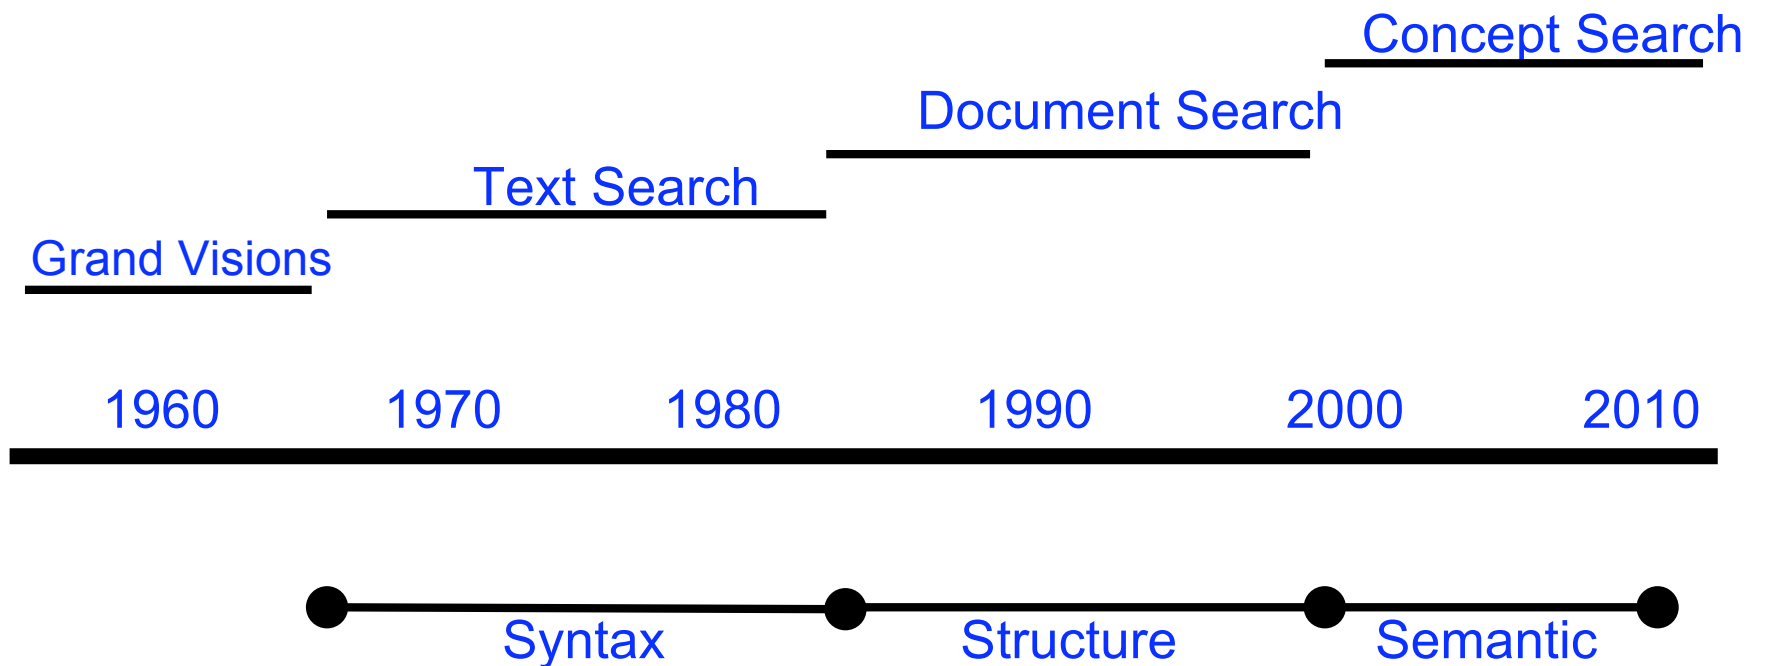 Concept Search
Document Search
Text Search
Grand Visions
1960 1970 1980 1990 2000 2010
Syntax Structure Semantic